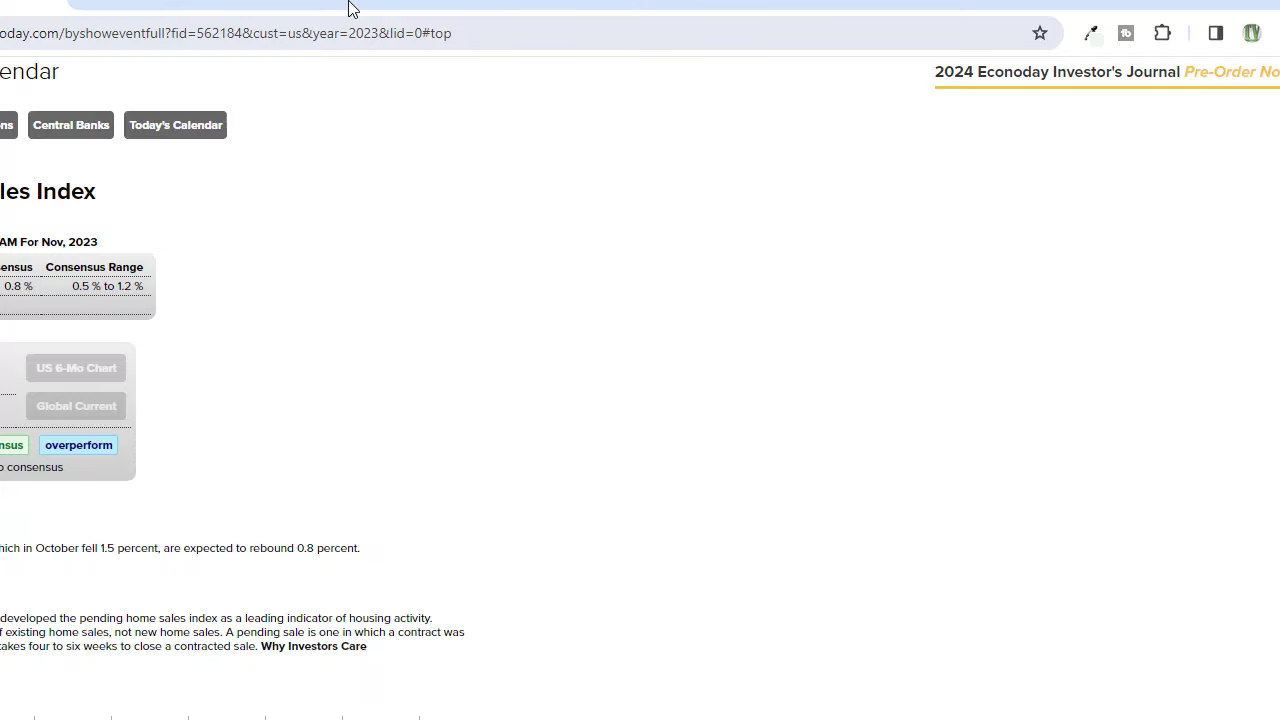 oday.com/byshoweventfull?fid=562184&cust=us&year=2023&lid=0#top
endar
2024 Econoday Investor's Journal Pre-Order No
ns Central Banks Today's Calendar
les Index
AM For Nov, 2023
ensus Consensus Range
0.8 % 0.5 % to 1.2 %
US 6-Mo Chart
Global Current
nsus overperform
o consensus
hich in October fell 1.5 percent, are expected to rebound 0.8 percent.
developed the pending home sales index as a leading indicator of housing activity.
f existing home sales, not new home sales. A pending sale is one in which a contract was
takes four to six weeks to close a contracted sale. Why Investors Care